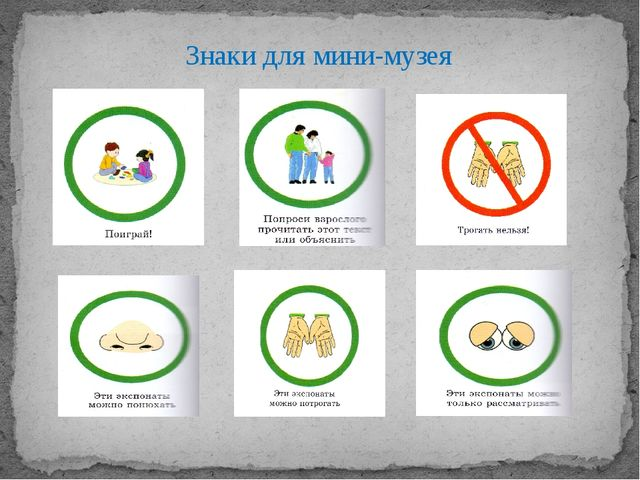 Знаки для мини-музея
Поиграй!
Попроси взрослого
прочитать этот текст
или объяснить
Трогать нельзя!
Эти экспонаты
можно понюхать
Эти экспонаты
можно потрогать
Эти экспонаты можно
только рассматривать